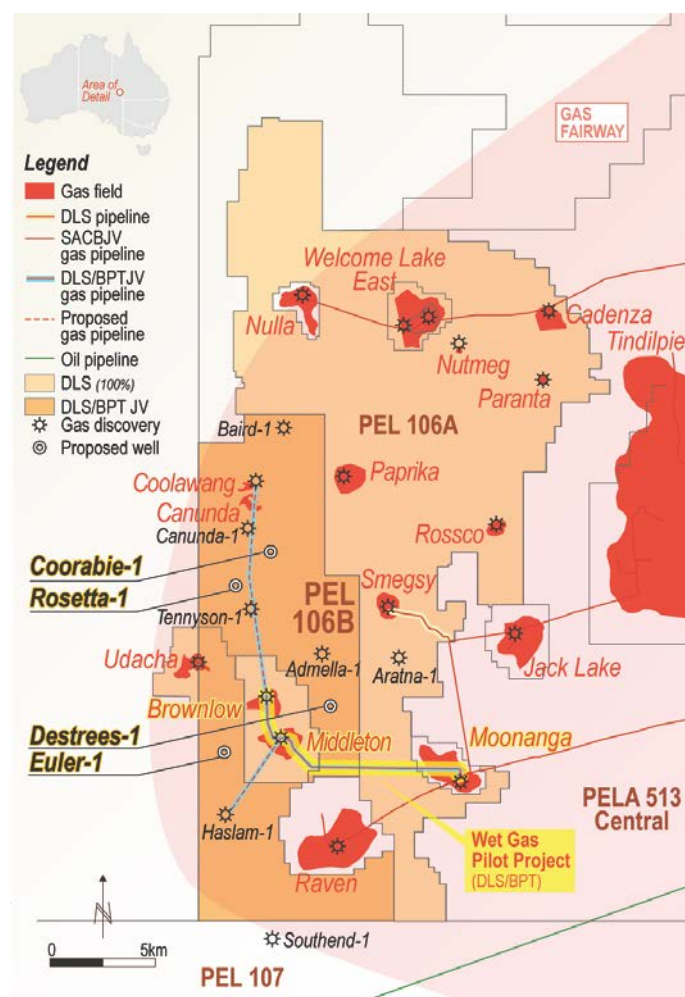 Area of
Detail
GAS
FAIRWAY
Legend
Gas field
DLS pipeline
SACBJV
gas pipeline
DLS/BPTJV
gas pipeline
Proposed
gas pipeline
Oil pipeline
DLS (100%)
DLS/BPT JV
Gas discovery
Proposed well
Welcome Lake
East
Nulla
Cadenza
Tindilpie
Nutmeg
Paranta
Baird-1
PEL 106A
Coolawang
Paprika
Canunda
Canunda-1
Rossco
Coorabie-1
Rosetta-1
Smegsy
PEL
106B
Tennyson-1
Udacha
Admella-1
Aratna-1
Jack Lake
Brownlow
Destrees-1
Middleton
Moonanga
Euler-1
PELA 513
Central
Haslam-1
Wet Gas
Pilot Project
(DLS/BPT)
Raven
N
0 5km
Southend-1
PEL 107